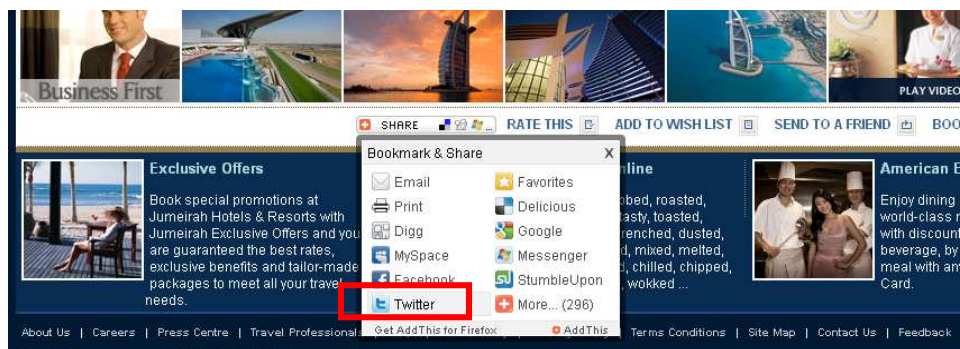 Business First
PLAY VIDEO
SHARE
RATE THIS
ADD TO WISH LIST
SEND TO A FRIEND
BOO
Bookmark & Share X
Email
Favorites
Print
Delicious
Digg
Google
MySpace
Messenger
Facebook
StumbleUpon
Twitter
More... (296)
Get AddThis for Firefox
AddThis
Exclusive Offers
Book special promotions at
Jumeirah Hotels & Resorts with
Jumeirah Exclusive Offers and you
are guaranteed the best rates,
exclusive benefits and tailor-made
packages to meet all your travel
needs.
nline
bbed, roasted,
tasty, toasted,
renched, dusted,
d, mixed, melted,
d, chilled, chipped,
, wokked ...
American E
Enjoy dining
world-class r
with discount
beverage, by
meal with am
Card.
About Us | Careers | Press Centre | Travel Professionals
Terms Conditions | Site Map | Contact Us | Feedback